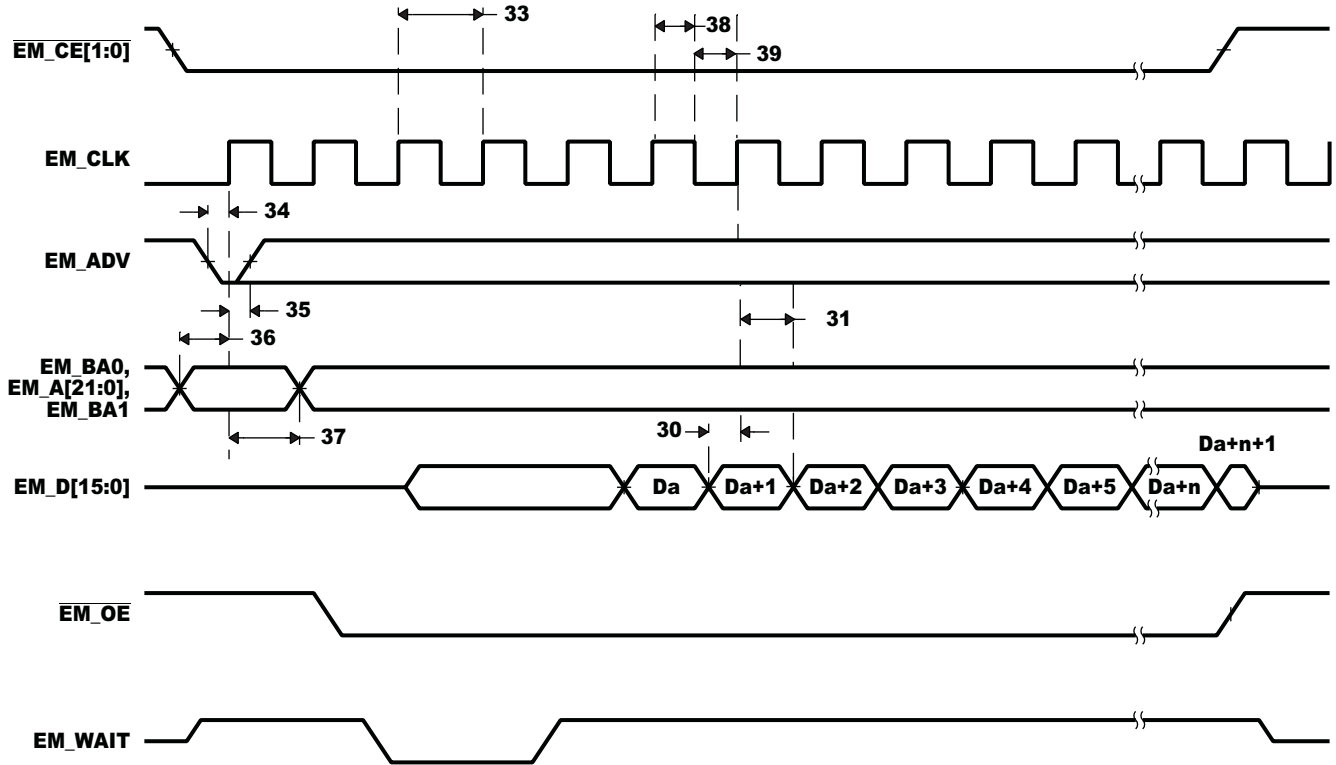 33
38
EM_CE[1:0]
39
EM_CLK
34
EM_ADV
35
31
36
EM_BA0,
EM_A[21:0],
EM_BA1
37
30
Da+n+1
EM_D[15:0]
Da
Da+1
Da+2
Da+3
Da+4
Da+5
Da+n
EM_OE
EM_WAIT